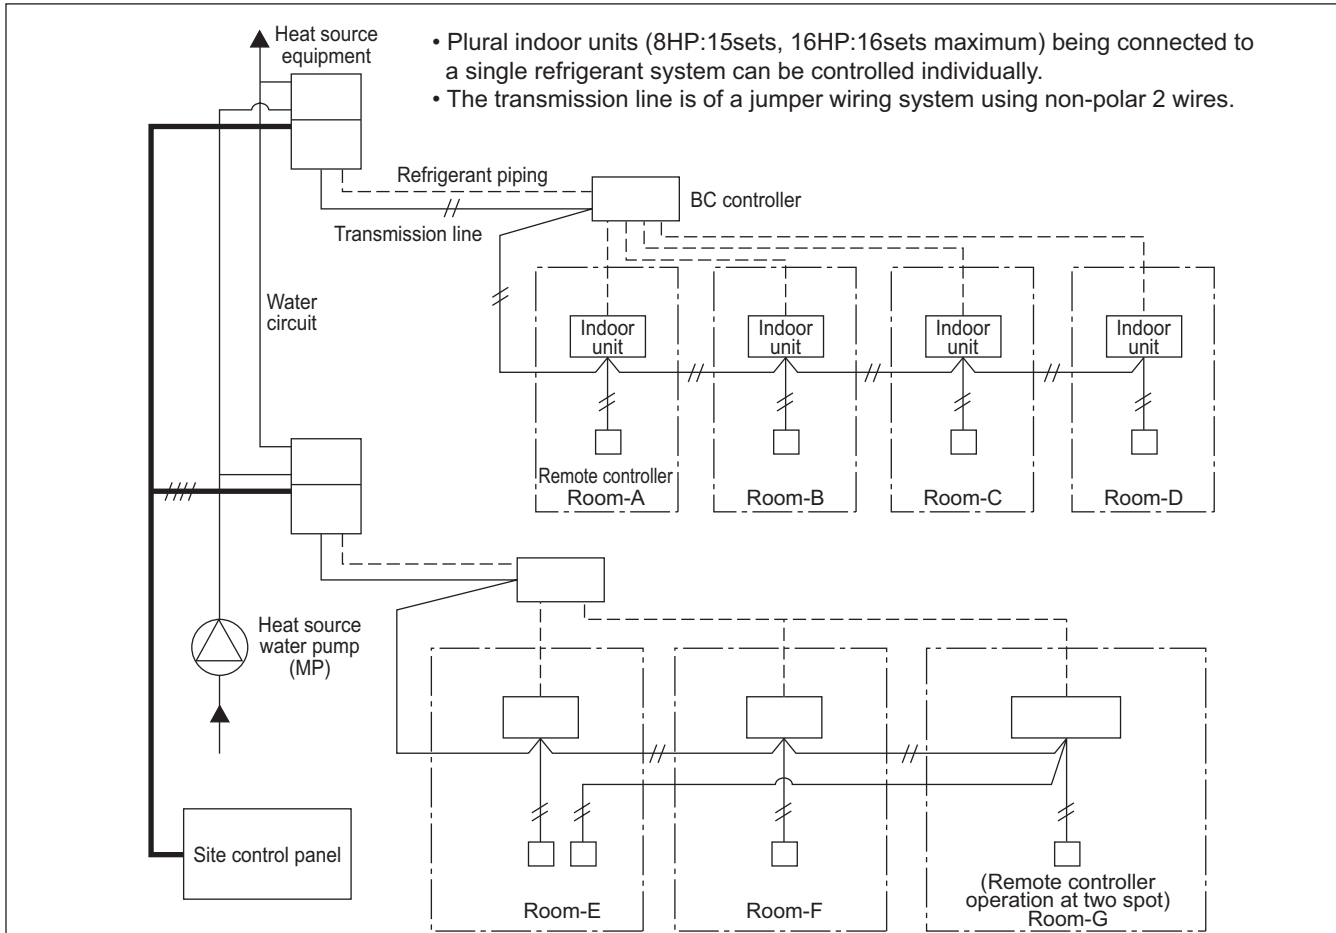 Heat source
equipment
• Plural indoor units (8HP:15sets, 16HP:16sets maximum) being connected to
a single refrigerant system can be controlled individually.
• The transmission line is of a jumper wiring system using non-polar 2 wires.
Refrigerant piping
BC controller
Transmission line
Water
circuit
Indoor
unit
Indoor
unit
Indoor
unit
Indoor
unit
Remote controller
Room-A
Room-B
Room-C
Room-D
Heat source
water pump
(MP)
Site control panel
Room-E
Room-F
(Remote controller
operation at two spot)
Room-G